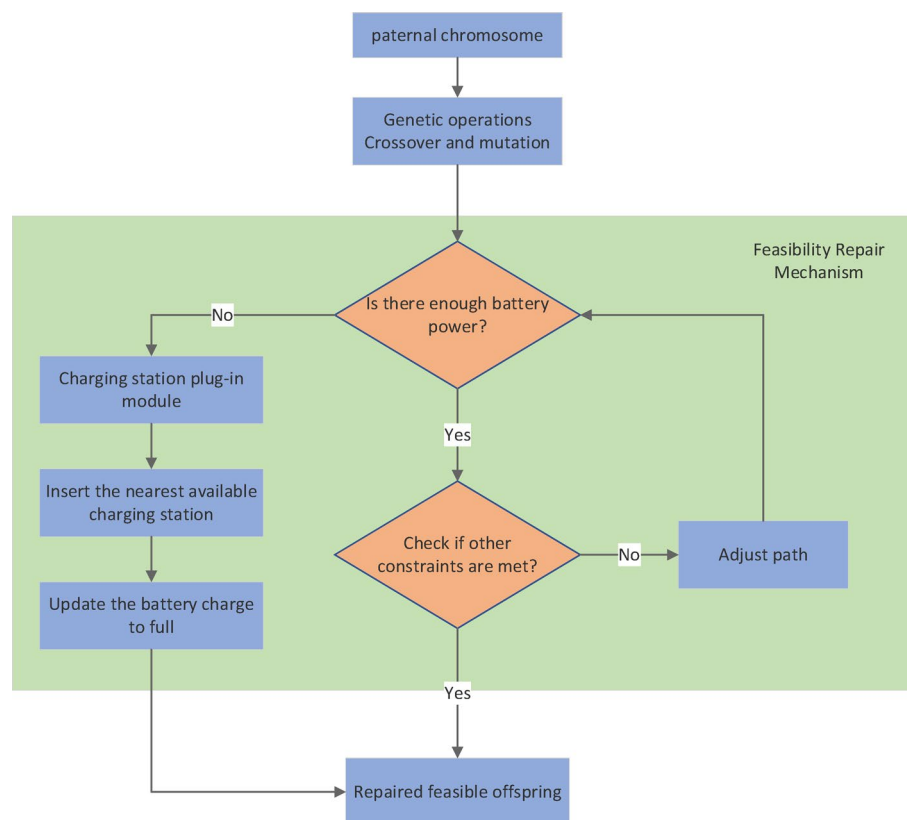 paternal chromosome
Genetic operations
Crossover and mutation
Feasibility Repair
Mechanism
Is there enough battery
power?
No
Charging station plug-in
module
Yes
Insert the nearest available
charging station
Check if other
constraints are met?
No
Adjust path
Update the battery charge
to full
Yes
Repaired feasible offspring